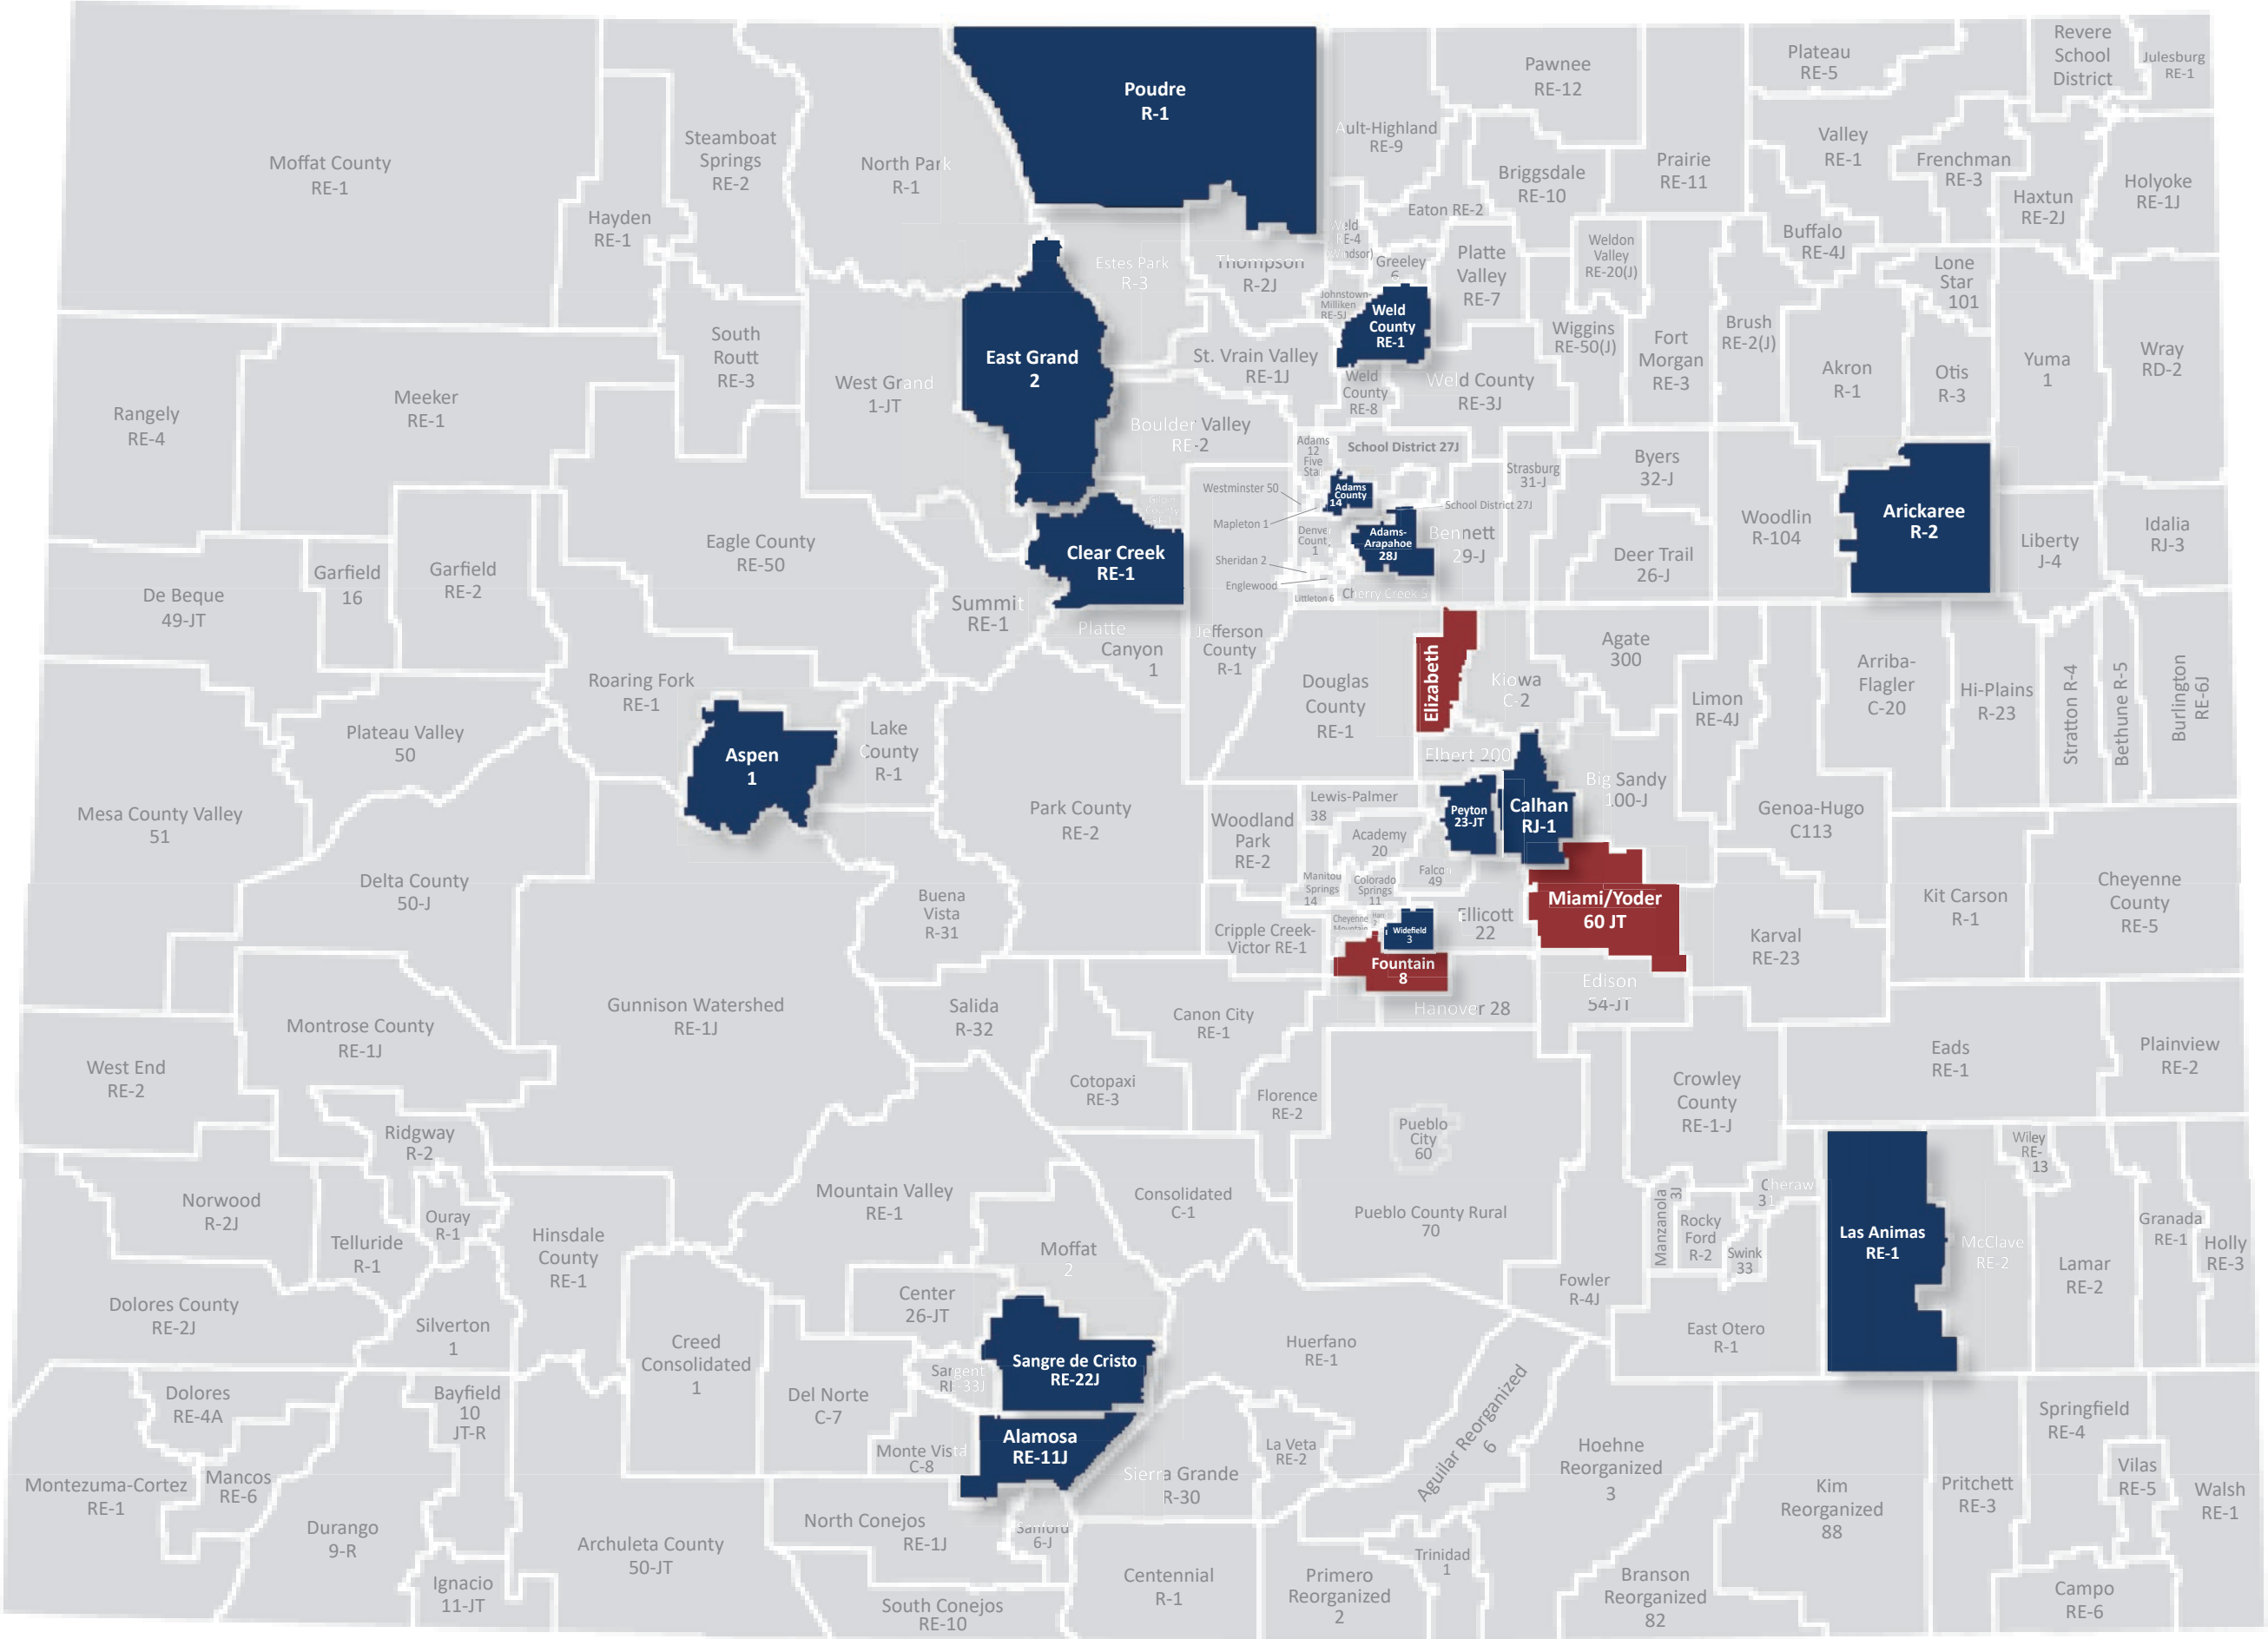 Moffat County
RE-1
Hayden
RE-1
Steamboat
Springs
RE-2
North Park
R-1
Poudre
R-1
Ault-Highland
RE-9
Pawnee
RE-12
Briggsdale
RE-10
Prairie
RE-11
Plateau
RE-5
Revere
School
District
Julesburg
RE-1
Valley
RE-1
Frenchman
RE-3
Haxtun
RE-2J
Holyoke
RE-1J
Eaton RE-2
Buffalo
RE-4J
Weldon
Valley
RE-20(J)
Lone
Star
101
Platte
Valley
RE-7
Greeley
6
Estes Park
R-3
Thompson
R-2J
Johnstown-
Milliken
RE-5J
Weld
County
RE-1
Wiggins
RE-50(J)
Fort
Morgan
RE-3
Brush
RE-2(J)
Akron
R-1
Otis
R-3
Yuma
1
Wray
RD-2
Rangely
RE-4
Meeker
RE-1
South
Routt
RE-3
West Grand
1-JT
East Grand
2
St. Vrain Valley
RE-1J
Weld
County
RE-8
Weld County
RE-3J
Boulder Valley
RE-2
Adams
12
Five
Star
School District 27J
Strasburg
31-J
Byers
32-J
Westminster 50
Adams
County
14
School District 27J
Mapleton 1
Denver
County
1
Adams-
Arapahoe
28J
Bennett
29-J
Sheridan 2
Englewood
Littleton 6
Cherry Creek 5
Deer Trail
26-J
Woodlin
R-104
Arickaree
R-2
Liberty
J-4
Idalia
RJ-3
De Beque
49-JT
Garfield
16
Garfield
RE-2
Eagle County
RE-50
Clear Creek
RE-1
Summit
RE-1
Platte
Canyon
1
Jefferson
County
R-1
Douglas
County
RE-1
Elizabeth
Kiowa
C-2
Agate
300
Limon
RE-4J
Arriba-
Flagler
C-20
Hi-Plains
R-23
Stratton R-4
Bethune R-5
Burlington
RE-6J
Roaring Fork
RE-1
Plateau Valley
50
Aspen
1
Lake
County
R-1
Elbert 200
Big Sandy
100-J
Mesa County Valley
51
Park County
RE-2
Woodland
Park
RE-2
Lewis-Palmer
38
Academy
20
Peyton
23-JT
Calhan
RJ-1
Genoa-Hugo
C113
Delta County
50-J
Buena
Vista
R-31
Manitou
Springs
14
Colorado
Springs
11
Falcon
49
Cheyenne
Mountain
Widefield
3
Ellicott
22
Miami/Yoder
60 JT
Kit Carson
R-1
Cheyenne
County
RE-5
Cripple Creek-
Victor RE-1
Fountain
8
Karval
RE-23
Hanover 28
Edison
54-JT
Gunnison Watershed
RE-1J
Salida
R-32
Canon City
RE-1
Montrose County
RE-1J
West End
RE-2
Cotopaxi
RE-3
Florence
RE-2
Pueblo
City
60
Crowley
County
RE-1-J
Eads
RE-1
Plainview
RE-2
Ridgway
R-2
Norwood
R-2J
Telluride
R-1
Ouray
R-1
Hinsdale
County
RE-1
Mountain Valley
RE-1
Moffat
2
Consolidated
C-1
Pueblo County Rural
70
Fowler
R-4J
Manzanola
3J
Rocky
Ford
R-2
Cheraw
31
Swink
33
Las Animas
RE-1
Wiley
RE-
13
McClave
RE-2
Lamar
RE-2
Granada
RE-1
Holly
RE-3
Dolores County
RE-2J
Silverton
1
Creed
Consolidated
1
Center
26-JT
Sargent
RE-33J
Sangre de Cristo
RE-22J
Huerfano
RE-1
East Otero
R-1
Dolores
RE-4A
Bayfield
10
JT-R
Del Norte
C-7
Monte Vista
C-8
Alamosa
RE-11J
Sierra Grande
R-30
La Veta
RE-2
Aguilar Reorganized
6
Hoehne
Reorganized
3
Kim
Reorganized
88
Pritchett
RE-3
Springfield
RE-4
Vilas
RE-5
Walsh
RE-1
Montezuma-Cortez
RE-1
Mancos
RE-6
Durango
9-R
Ignacio
11-JT
Archuleta County
50-JT
North Conejos
RE-1J
Sanford
6-J
South Conejos
RE-10
Centennial
R-1
Primero
Reorganized
2
Trinidad
1
Branson
Reorganized
82
Campo
RE-6